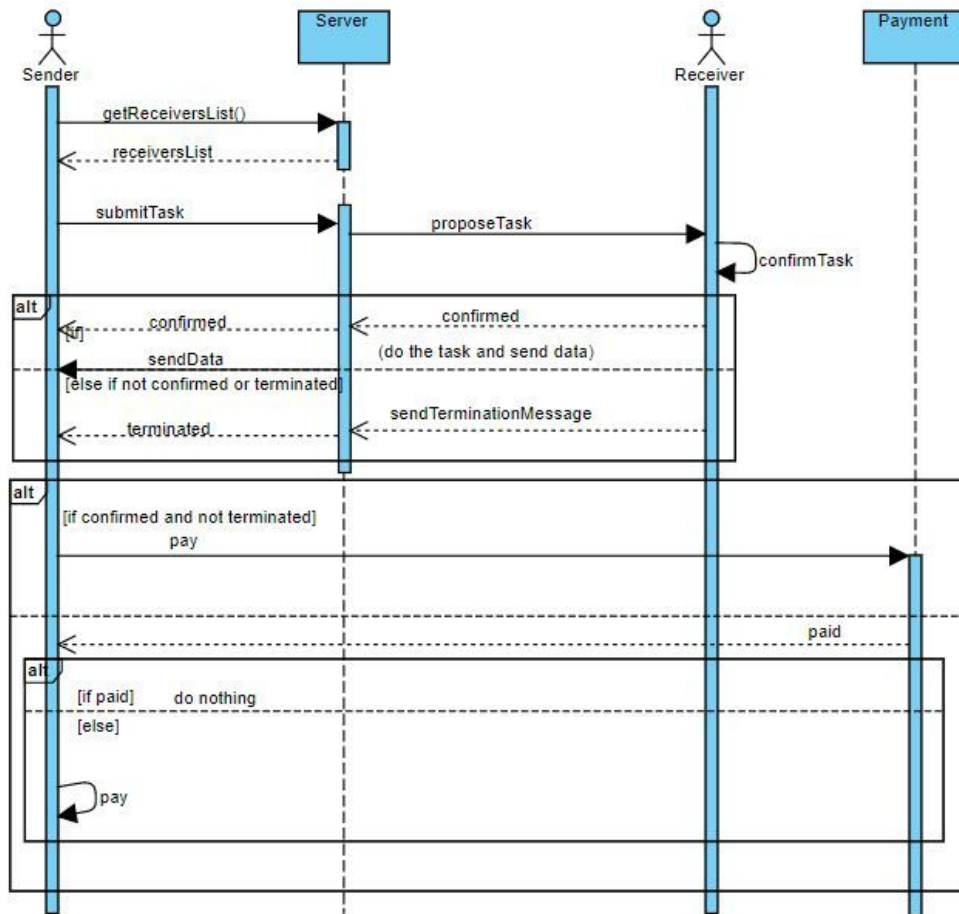 Server
Payment
Sender
Receiver
getReceiversList()
receiversList
submitTask
proposeTask
confirmTask
alt
[if]
confirmed
confirmed
sendData
(do the task and send data)
[else if not confirmed or terminated]
sendTerminationMessage
terminated
alt
[if confirmed and not terminated]
pay
paid
alt
[if paid]
do nothing
[else]
pay